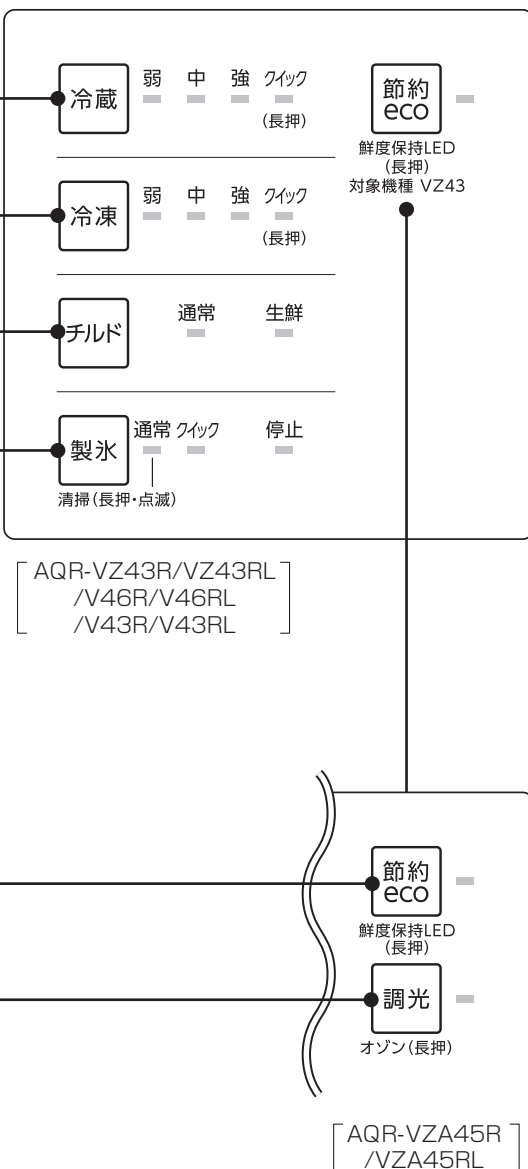 冷蔵 弱 中 強 クイック
(長押)
節約
eco
鮮度保持LED
(長押)
対象機種 VZ43
冷凍 弱 中 強 クイック
(長押)
チルド 通常 生鮮
製氷 通常 クイック 停止
清掃(長押・点滅)
AQR-VZ43R/VZ43RL
/V46R/V46RL
/V43R/V43RL
節約
eco
鮮度保持LED
(長押)
調光
オゾン(長押)
AQR-VZA45R
/VZA45RL